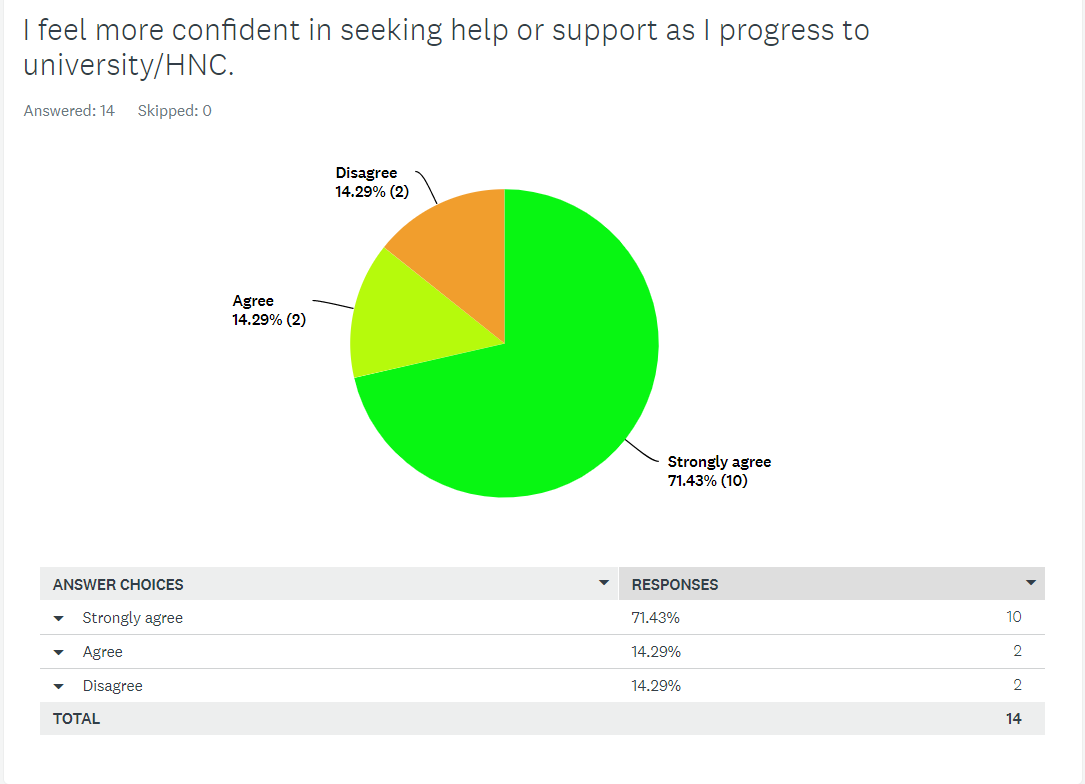 I feel more confident in seeking help or support as I progress to
university/HNC.
Answered: 14 Skipped: 0
Disagree
14.29% (2)
Agree
14.29% (2)
Strongly agree
71.43% (10)
ANSWER CHOICES RESPONSES
Strongly agree 71.43% 10
Agree 14.29% 2
Disagree 14.29% 2
TOTAL 14